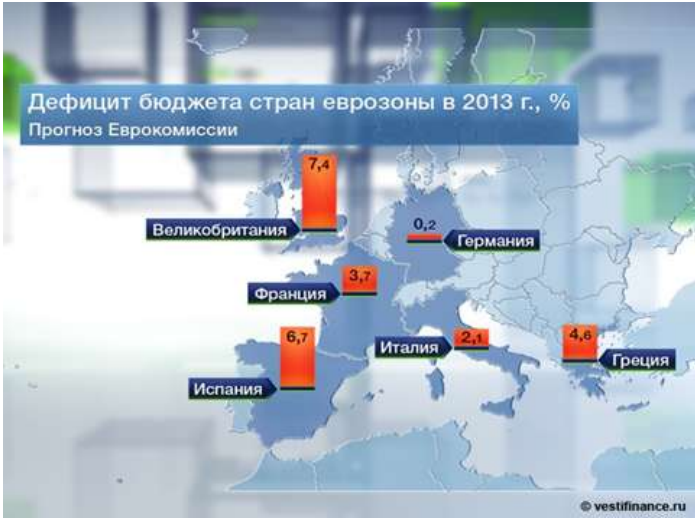 Дефицит бюджета стран еврозоны в 2013 г., %
Прогноз Еврокомиссии
7,4
Великобритания
0,2
Германия
3,7
Франция
6,7
Испания
Италия
2,1
4,6
Греция
© vestifinance.ru